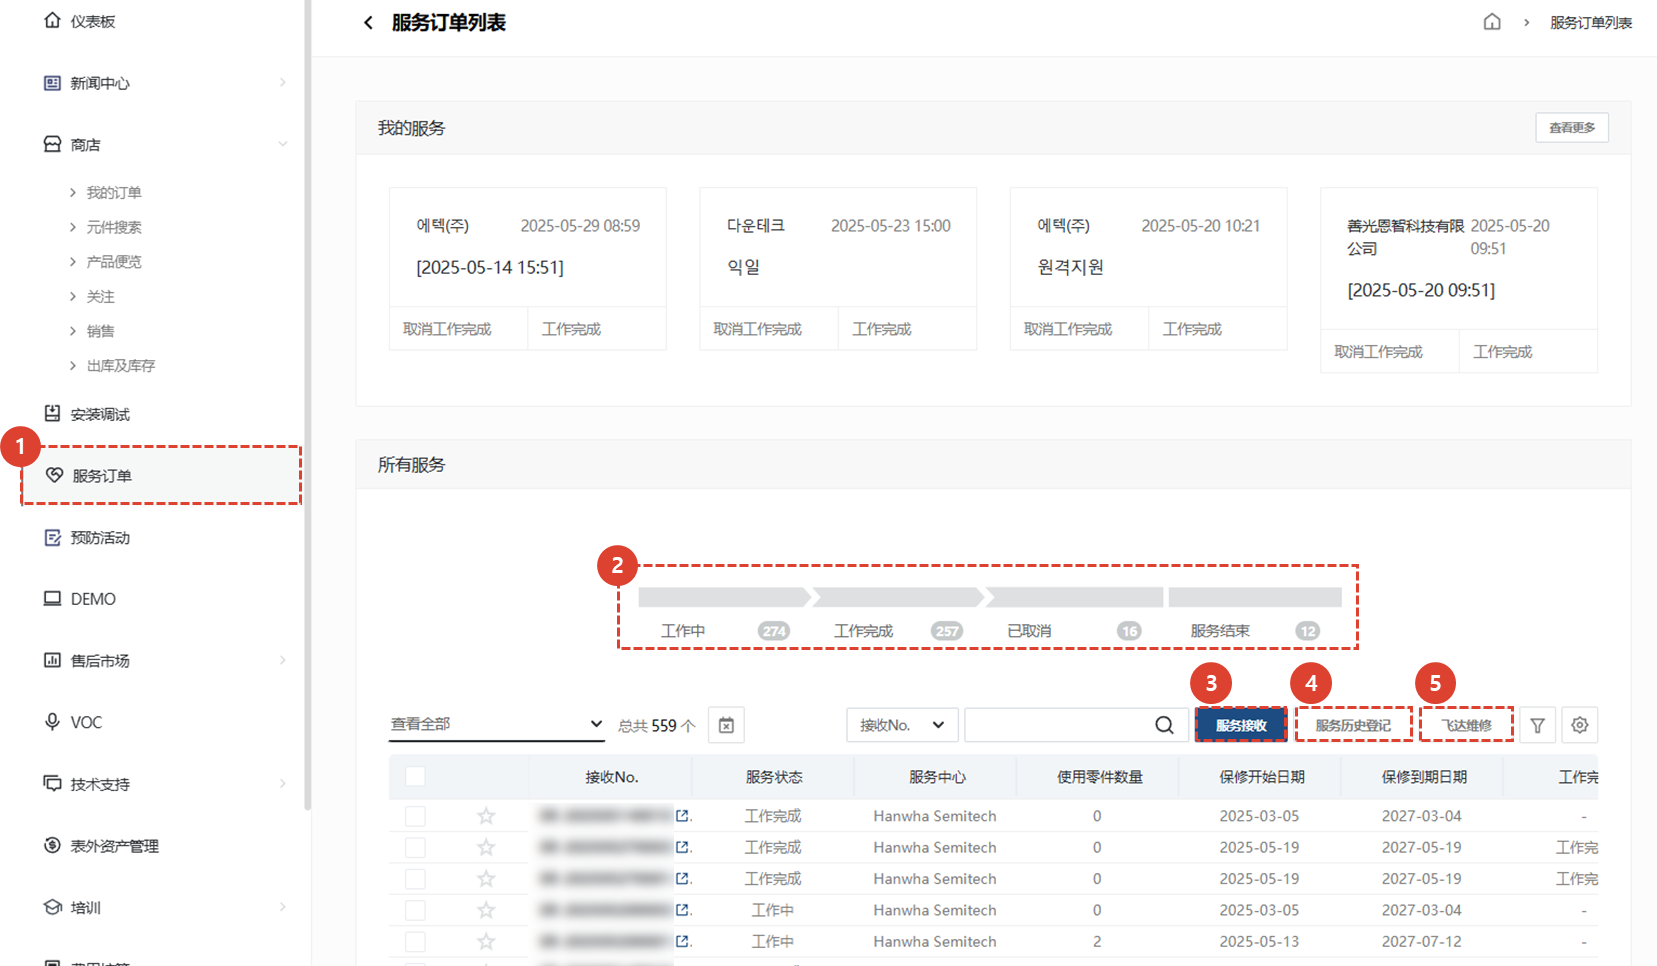 仪表板
新闻中心
商店
我的订单
元件搜索
产品便览
关注
销售
出库及库存
安装调试
1
服务订单
预防活动
DEMO
售后市场
VOC
技术支持
表外资产管理
培训
服务订单列表
服务订单列表
我的服务
查看更多
에텍(주) 2025-05-29 08:59
[2025-05-14 15:51]
取消工作完成 工作完成
다운테크 2025-05-23 15:00
익일
取消工作完成 工作完成
에텍(주) 2025-05-20 10:21
원격지원
取消工作完成 工作完成
善光恩智科技有限公司 2025-05-20 09:51
[2025-05-20 09:51]
取消工作完成 工作完成
所有服务
2
工作中 274 工作完成 257 已取消 16 服务结束 12
3 4 5
查看全部 总共 559 个 接收No. 服务接收 服务历史登记 飞达维修
接收No. 服务状态 服务中心 使用零件数量 保修开始日期 保修到期日期 工作完
工作完成 Hanwha Semitech 0 2025-03-05 2027-03-04 -
工作完成 Hanwha Semitech 0 2025-05-19 2027-05-19 工作完
工作完成 Hanwha Semitech 0 2025-05-19 2027-05-19 工作完
工作中 Hanwha Semitech 0 2025-03-05 2027-03-04 -
工作中 Hanwha Semitech 2 2025-05-13 2027-07-12 -